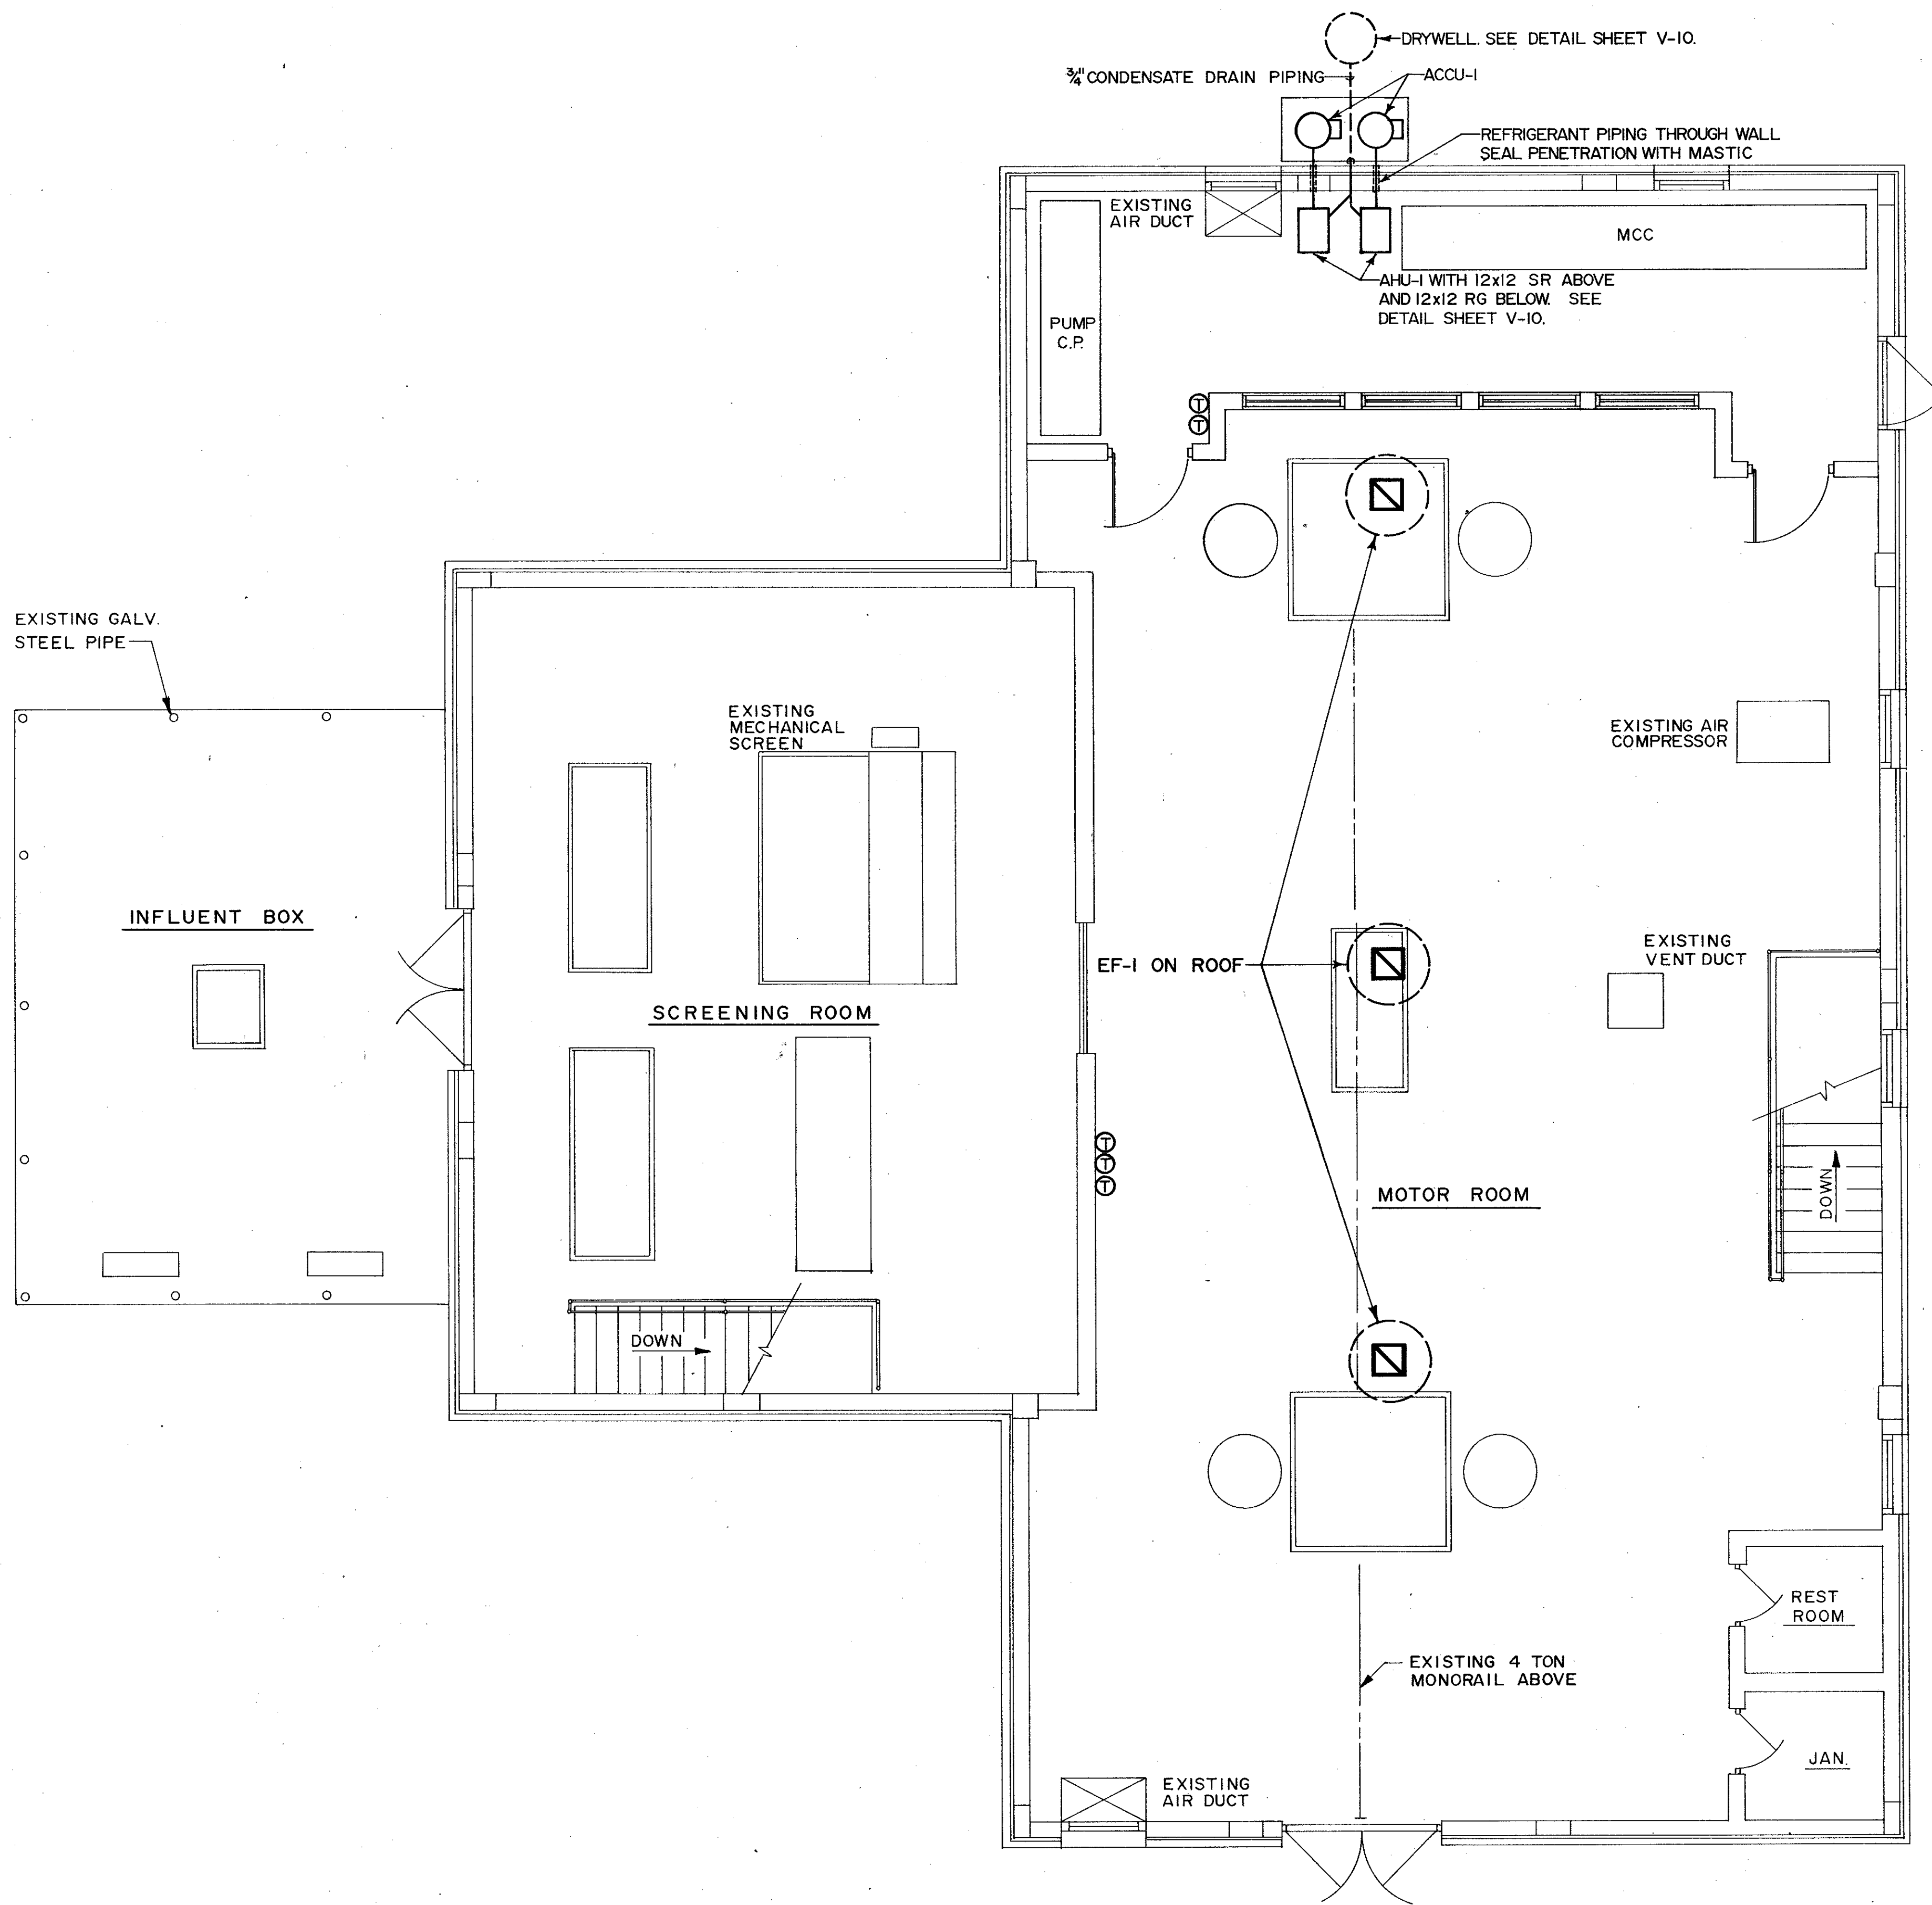 DRYWELL. SEE DETAIL SHEET V-10.
3/4" CONDENSATE DRAIN PIPING
ACCU-1
REFRIGERANT PIPING THROUGH WALL
SEAL PENETRATION WITH MASTIC
EXISTING
AIR DUCT
MCC
AHU-1 WITH 12x12 SR ABOVE
AND 12x12 RG BELOW. SEE
DETAIL SHEET V-10.
PUMP
C.P.
T
T
EXISTING GALV.
STEEL PIPE
EXISTING
MECHANICAL
SCREEN
EXISTING AIR
COMPRESSOR
INFLUENT BOX
EXISTING
VENT DUCT
EF-1 ON ROOF
SCREENING ROOM
T
T
T
MOTOR ROOM
DOWN
DOWN
REST
ROOM
EXISTING 4 TON
MONORAIL ABOVE
JAN.
EXISTING
AIR DUCT